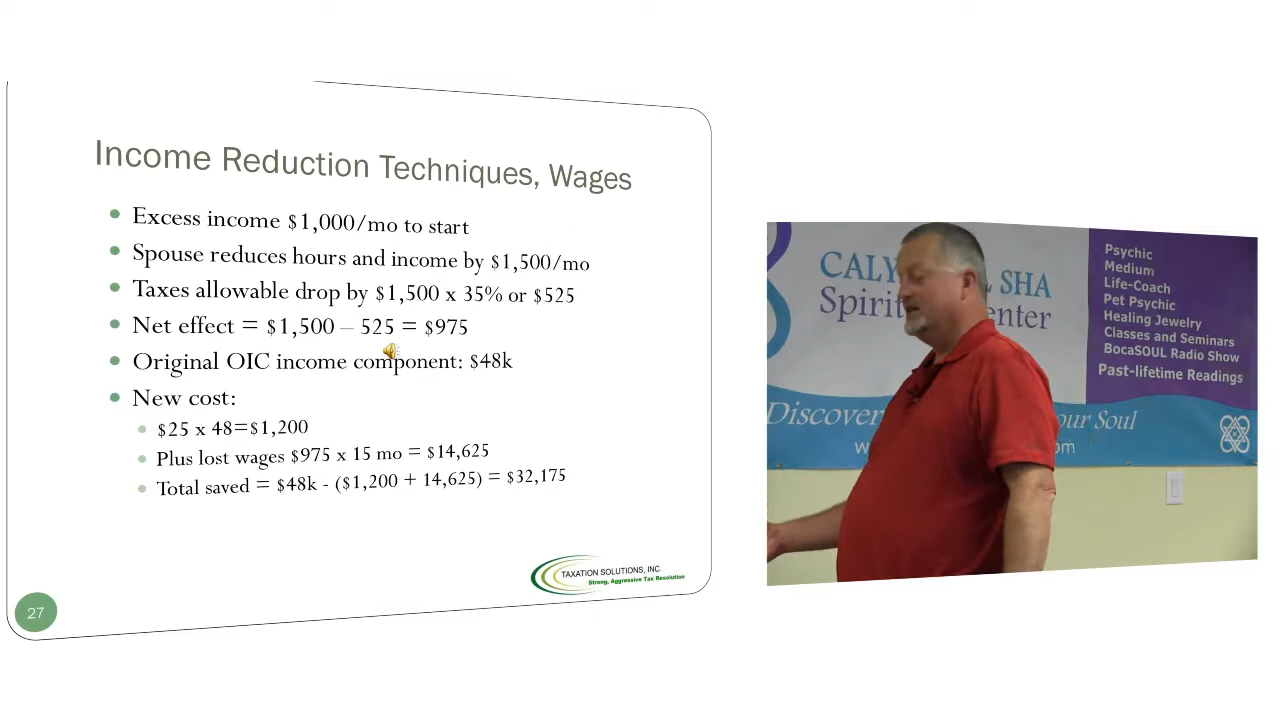 Income Reduction Techniques, Wages
Excess income $1,000/mo to start
Spouse reduces hours and income by $1,500/mo
Taxes allowable drop by $1,500 x 35% or $525
Net effect = $1,500 – 525 = $975
Original OIC income component: $48k
New cost:
$25 x 48=$1,200
Plus lost wages $975 x 15 mo = $14,625
Total saved = $48k - ($1,200 + 14,625) = $32,175
TAXATION SOLUTIONS, INC.
Strong, Aggressive Tax Resolution
27
CALY SHA
Spirit enter
Psychic
Medium
Life-Coach
Pet Psychic
Healing Jewelry
Classes and Seminars
BocaSOUL Radio Show
Past-lifetime Readings
Discover our Soul